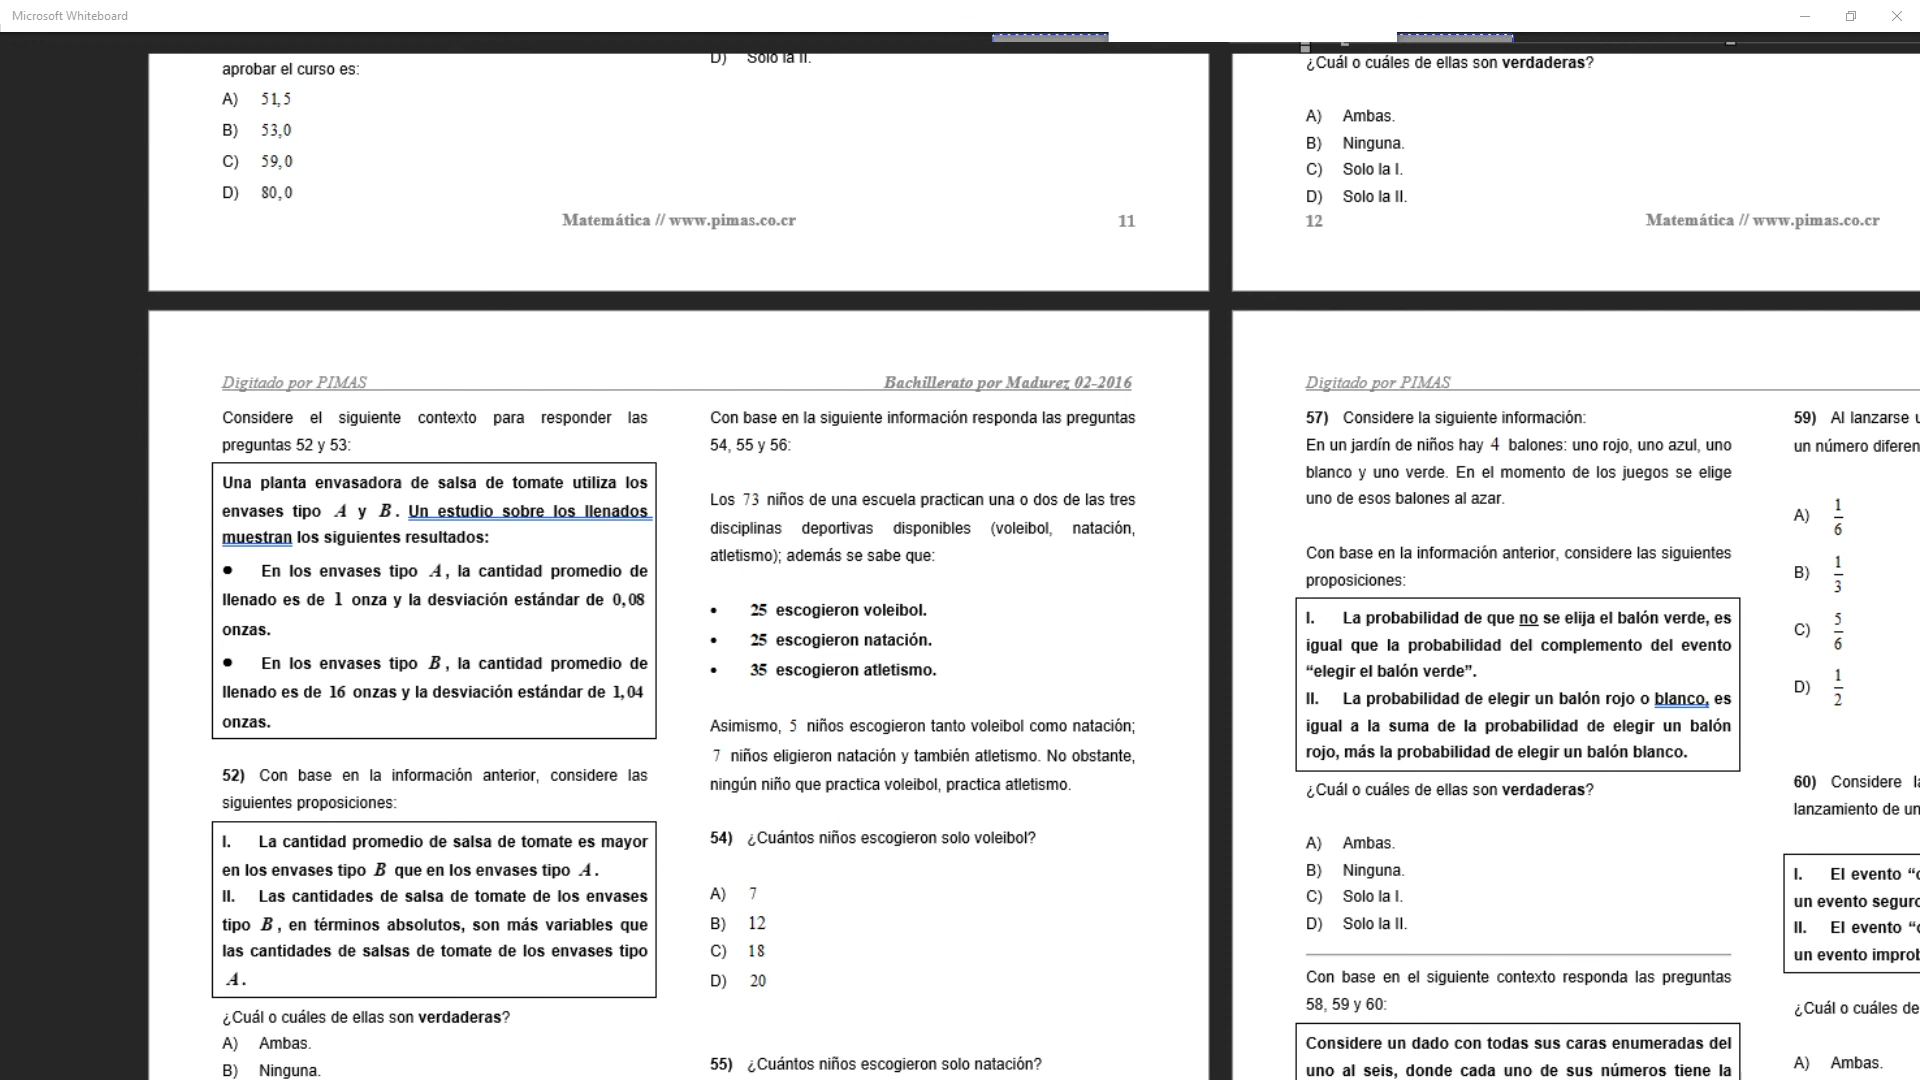 Microsoft Whiteboard
aprobar el curso es:
A) 51,5
B) 53,0
C) 59,0
D) 80,0
D) Solo la II.
Matemática // www.pimas.co.cr
11
¿Cuál o cuáles de ellas son verdaderas?
A) Ambas.
B) Ninguna.
C) Solo la I.
D) Solo la II.
12
Matemática // www.pimas.co.cr
Digitado por PIMAS
Bachillerato por Madurez 02-2016
Considere el siguiente contexto para responder las
preguntas 52 y 53:
Una planta envasadora de salsa de tomate utiliza los
envases tipo A y B. Un estudio sobre los llenados
muestran los siguientes resultados:
● En los envases tipo A, la cantidad promedio de
llenado es de 1 onza y la desviación estándar de 0,08
onzas.
● En los envases tipo B, la cantidad promedio de
llenado es de 16 onzas y la desviación estándar de 1,04
onzas.
52) Con base en la información anterior, considere las
siguientes proposiciones:
I. La cantidad promedio de salsa de tomate es mayor
en los envases tipo B que en los envases tipo A.
II. Las cantidades de salsa de tomate de los envases
tipo B, en términos absolutos, son más variables que
las cantidades de salsas de tomate de los envases tipo
A.
¿Cuál o cuáles de ellas son verdaderas?
A) Ambas.
B) Ninguna.
Con base en la siguiente información responda las preguntas
54, 55 y 56:
Los 73 niños de una escuela practican una o dos de las tres
disciplinas deportivas disponibles (voleibol, natación,
atletismo); además se sabe que:
• 25 escogieron voleibol.
• 25 escogieron natación.
• 35 escogieron atletismo.
Asimismo, 5 niños escogieron tanto voleibol como natación;
7 niños eligieron natación y también atletismo. No obstante,
ningún niño que practica voleibol, practica atletismo.
54) ¿Cuántos niños escogieron solo voleibol?
A) 7
B) 12
C) 18
D) 20
55) ¿Cuántos niños escogieron solo natación?
Digitado por PIMAS
57) Considere la siguiente información:
En un jardín de niños hay 4 balones: uno rojo, uno azul, uno
blanco y uno verde. En el momento de los juegos se elige
uno de esos balones al azar.
Con base en la información anterior, considere las siguientes
proposiciones:
I. La probabilidad de que no se elija el balón verde, es
igual que la probabilidad del complemento del evento
“elegir el balón verde”.
II. La probabilidad de elegir un balón rojo o blanco, es
igual a la suma de la probabilidad de elegir un balón
rojo, más la probabilidad de elegir un balón blanco.
¿Cuál o cuáles de ellas son verdaderas?
A) Ambas.
B) Ninguna.
C) Solo la I.
D) Solo la II.
Con base en el siguiente contexto responda las preguntas
58, 59 y 60:
Considere un dado con todas sus caras enumeradas del
uno al seis, donde cada uno de sus números tiene la
59) Al lanzarse
un número
A) 1/6
B) 1/3
C) 5/6
D) 1/2
60) Considere
lanzamiento de
I. El evento
un evento
II. El evento
un evento
¿Cuál o cuáles de
A) Ambas.